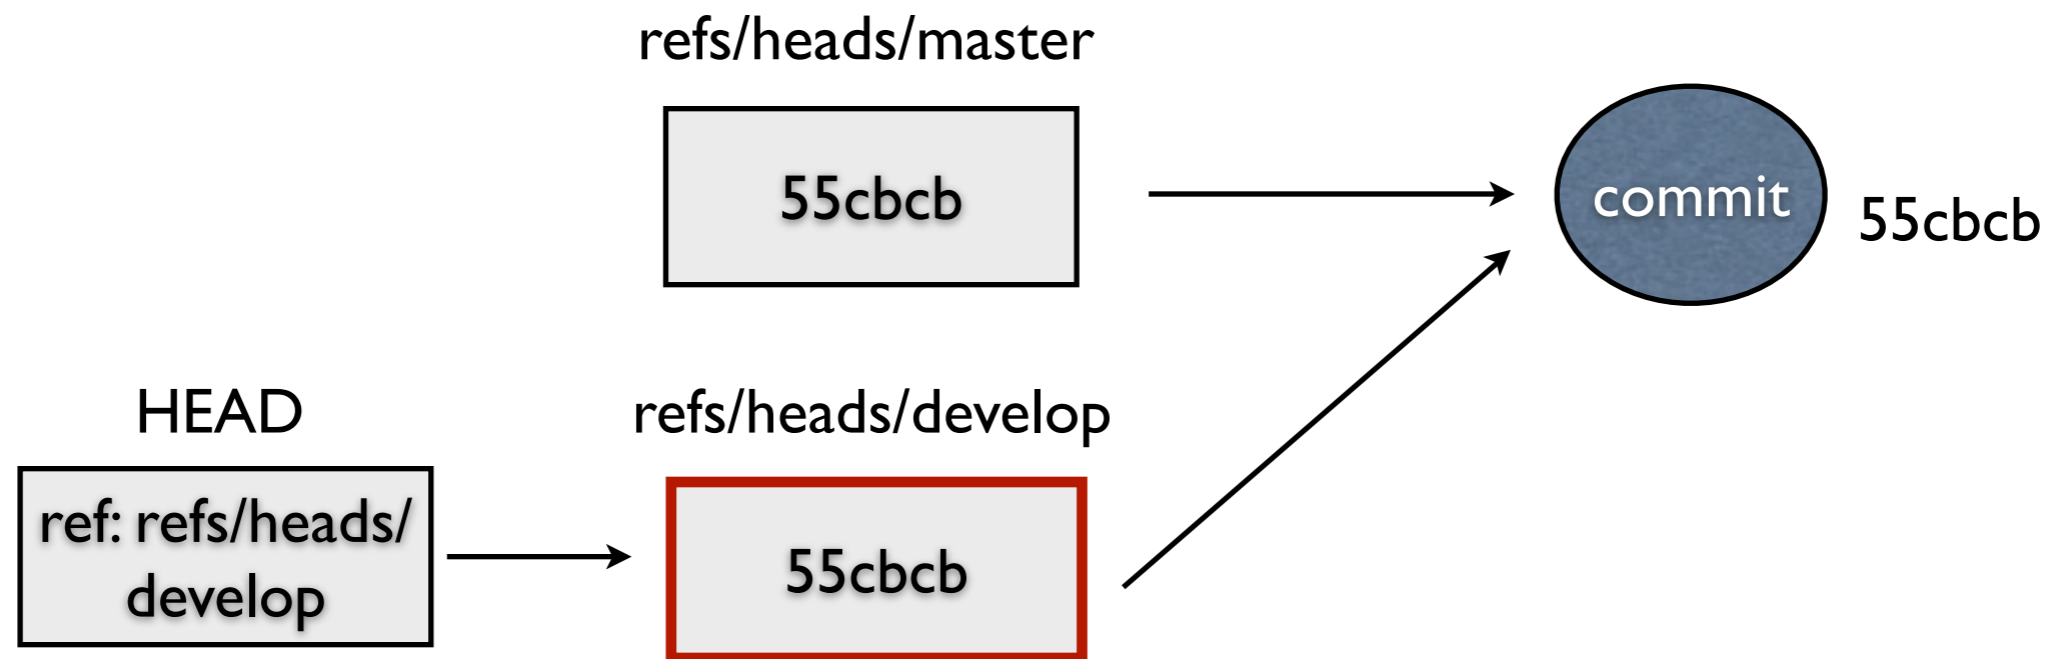 refs/heads/master
55cbcb
commit
55cbcb
HEAD
refs/heads/develop
ref: refs/heads/
develop
55cbcb